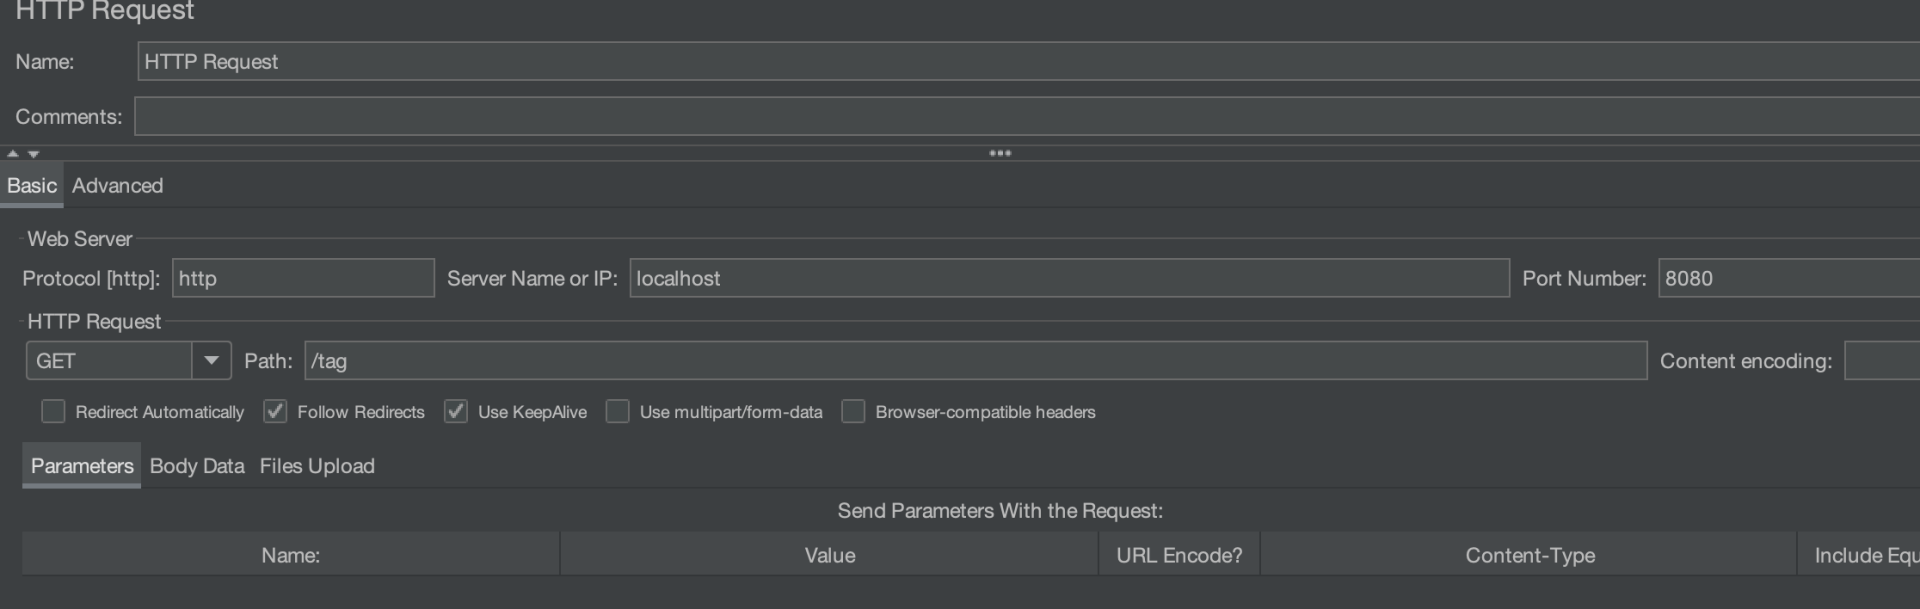 HTTP Request
Name: HTTP Request
Comments:
Basic Advanced
Web Server
Protocol [http]: http Server Name or IP: localhost Port Number: 8080
HTTP Request
GET Path: /tag Content encoding:
Redirect Automatically Follow Redirects Use KeepAlive Use multipart/form-data Browser-compatible headers
Parameters Body Data Files Upload
Send Parameters With the Request:
Name: Value URL Encode? Content-Type Include Equ